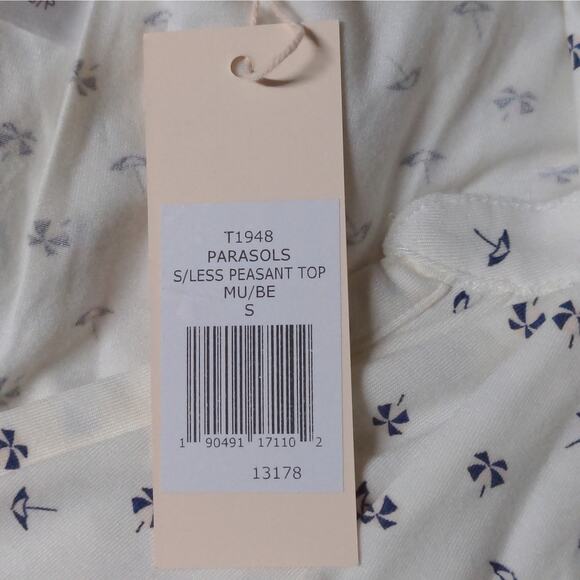 T1948
PARASOLS
S/LESS PEASANT TOP
MU/BE
S
1 90491 17110 2
13178